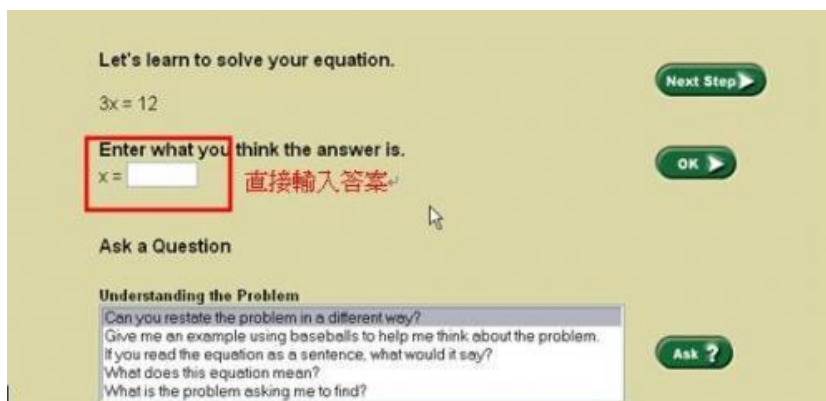 Let's learn to solve your equation.
Next Step
3x = 12
Enter what you think the answer is.
OK
x =
直接輸入答案
Ask a Question
Understanding the Problem
Can you restate the problem in a different way?
Give me an example using baseballs to help me think about the problem.
If you read the equation as a sentence, what would it say?
Ask ?
What does this equation mean?
What is the problem asking me to find?